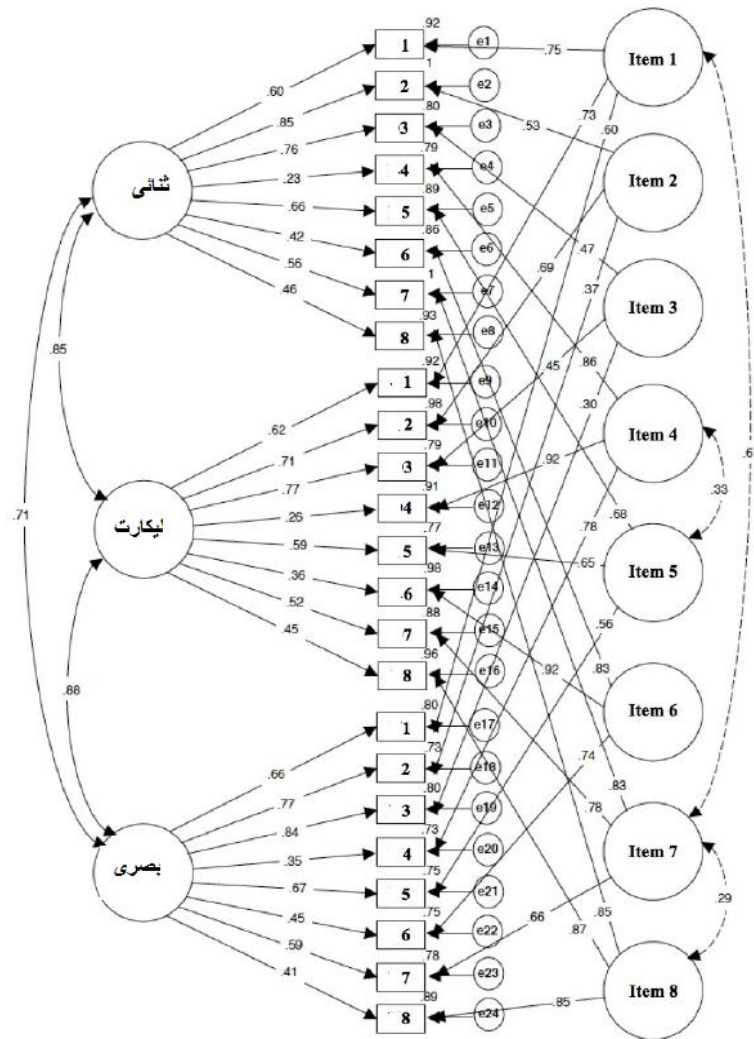 .92
1 e1 .75 Item 1
1
.60 2 e2
.80 .73 .60
.85 3 e3 .53
ثنائى .76 .79 Item 2
.23 4 e4
.89
.66 5 e5
.42 .86
6 e6 .47
.56 1 .69 .37
7 e7 Item 3
.46 .93
8 e8
.85 .92 .45 .86
1 e9 .30
.98
.62 2 e10 Item 4
.71 .79
3 e11
.77 .91 .92
4 e12 .33
.26 .77 .78 .68
ليكارت .59 5 e13 .65
.71 .98 Item 5
.36 6 e14
.52 .88 .56
7 e15
.45 .96
8 e16 .92 .83
.88 .80 Item 6
1 e17
.66 .73 .74
2 e18
.77 .80
.84 3 e19 .83
.73 .78
بصرى .35 4 e20 Item 7
.67 .75
5 e21
.45 .75 .66 .85 .29
6 e22 .87
.59 .78
7 e23
.41 .89 Item 8
8 e24 .85